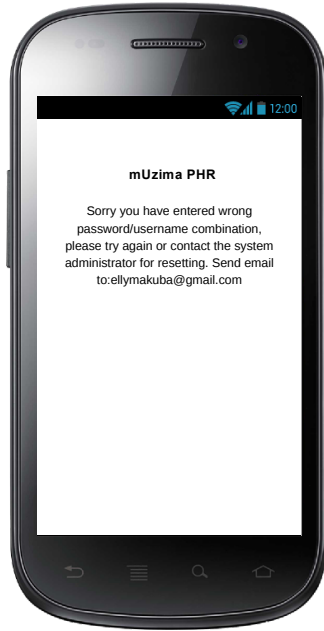 12:00
mUzima PHR
Sorry you have entered wrong
password/username combination,
please try again or contact the system
administrator for resetting. Send email
to:ellymakuba@gmail.com